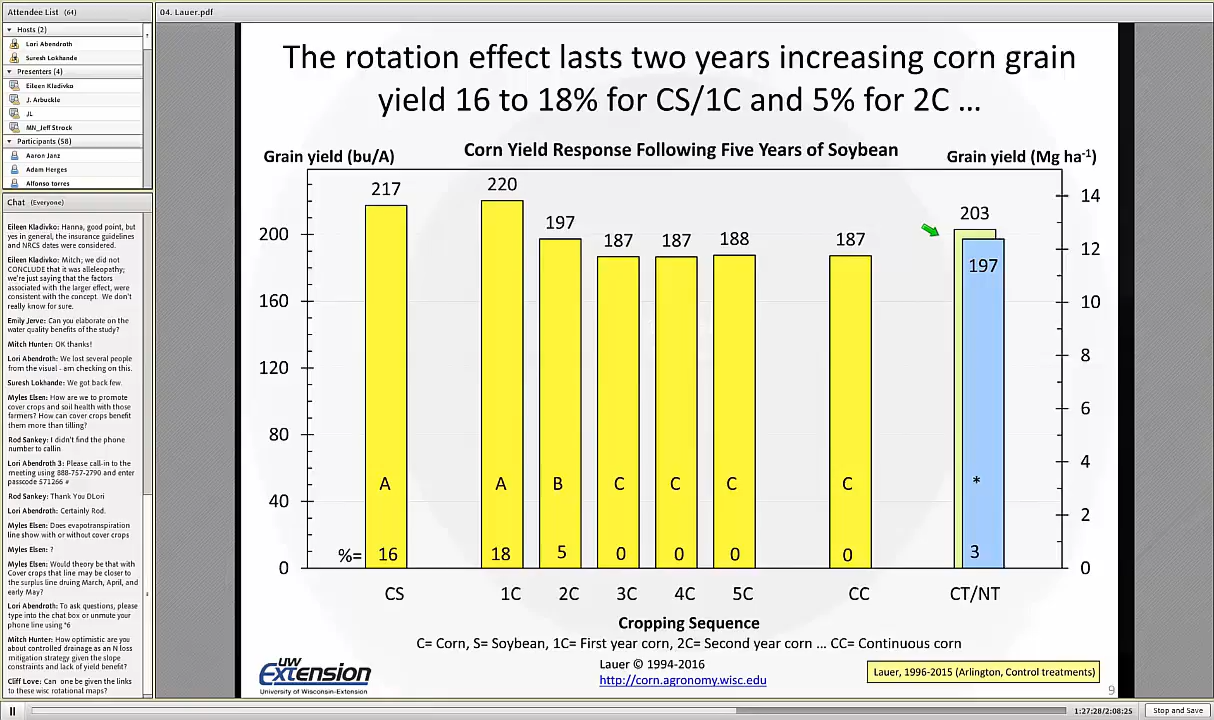 Attendee List (64)
Hosts (2)
Lori Abendroth
Suresh Lokhande
Presenters (4)
Eileen Kladivko
J. Arbuckle
JL
MN_Jeff Strock
Participants (58)
Aaron Janz
Adam Herges
Alfonso torres
Chat (Everyone)
Eileen Kladivko: Hanna, good point, but
yes in general, the insurance guidelines
and NRCS dates were considered.
Eileen Kladivko: Mitch; we did not
CONCLUDE that it was alleleopathy;
we're just saying that the factors
associated with the larger effect, were
consistent with the concept. We don't
really know for sure.
Emily Jerve: Can you elaborate on the
water quality benefits of the study?
Mitch Hunter: OK thanks!
Lori Abendroth: We lost several people
from the visual - am checking on this.
Suresh Lokhande: We got back few.
Myles Elsen: How are we to promote
cover crops and soil health with those
farmers? How can cover crops benefit
them more than tilling?
Rod Sankey: I didn't find the phone
number to callin
Lori Abendroth 3: Please call-in to the
meeting using 888-757-2790 and enter
passcode 571266 #
Rod Sankey: Thank You DLori
Lori Abendroth: Certainly Rod.
Myles Elsen: Does evapotranspiration
line show with or without cover crops
Myles Elsen: ?
Myles Elsen: Would theory be that with
Cover crops that line may be closer to
the surplus line druing March, April, and
early May?
Lori Abendroth: To ask questions, please
type into the chat box or unmute your
phone line using *6
Mitch Hunter: How optimistic are you
about controlled drainage as an N loss
mitigation strategy given the slope
constraints and lack of yield benefit?
Cliff Love: Can one be given the links
to these wisc rotational maps?
04. Lauer.pdf
The rotation effect lasts two years increasing corn grain
yield 16 to 18% for CS/1C and 5% for 2C ...
Grain yield (bu/A)
Corn Yield Response Following Five Years of Soybean
Grain yield (Mg ha-1)
217 220 197 187 187 188 187 203 197
200
160
120
80
40
0
14
12
10
8
6
4
2
0
A A B C C C C *
%= 16 18 5 0 0 0 0 3
CS 1C 2C 3C 4C 5C CC CT/NT
Cropping Sequence
C= Corn, S= Soybean, 1C= First year corn, 2C= Second year corn ... CC= Continuous corn
UW Extension
University of Wisconsin-Extension
Lauer © 1994-2016
http://corn.agronomy.wisc.edu
Lauer, 1996-2015 (Arlington, Control treatments)
9
1:27:28/2:08:25
Stop and Save